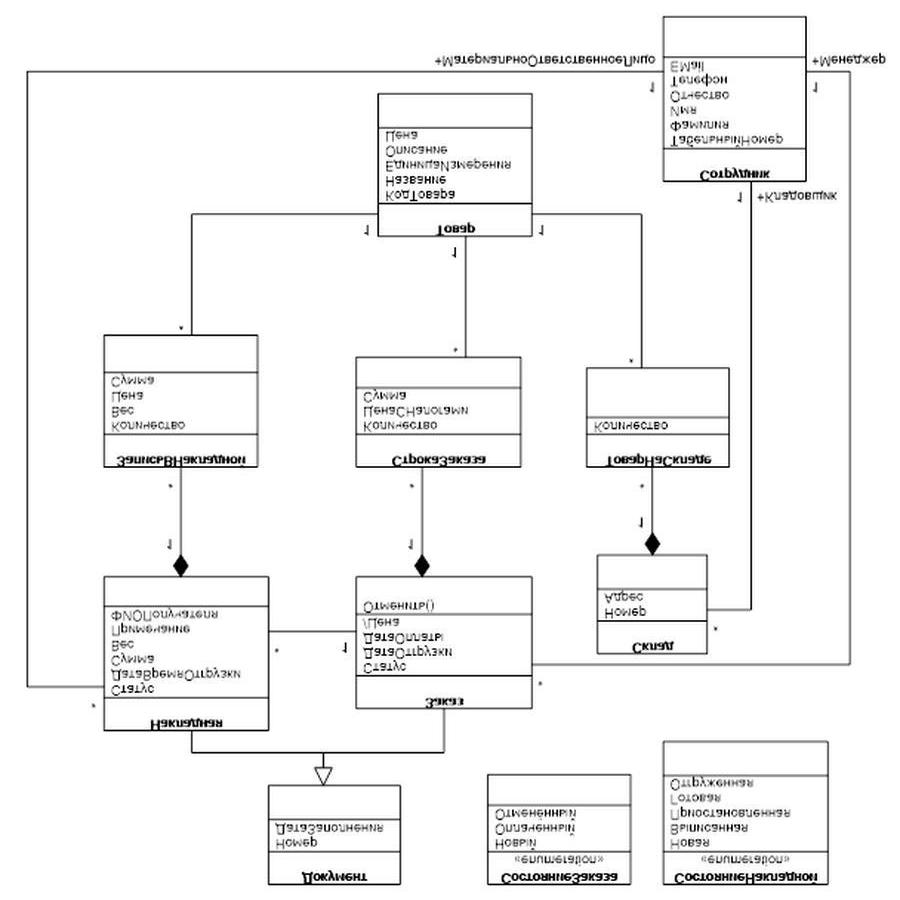 Документ
Номер
ДатаЗаполнения
СостояниеЗаказа
«enumeration»
Новый
Оплаченный
Отменённый
СостояниеНакладной
«enumeration»
Новая
Выписанная
Приостановленная
Готовая
Отгруженная
Накладная
Статус
ДатаВремяОтгрузки
Сумма
Вес
Примечание
ФИОПолучателя
*
*
1
Заказ
Статус
ДатаОтгрузки
ДатаОплаты
/Цена
Отменить()
*
Склад
Номер
Адрес
*
1
1
1
*
*
*
ЗаписьВНакладной
Количество
Вес
Цена
Сумма
СтрокаЗаказа
Количество
ЦенаСНалогами
Сумма
ТоварНаСкладе
Количество
*
*
*
1
1
1
Товар
КодТовара
Название
ЕдиницаИзмерения
Описание
Цена
1
+Кладовщик
Сотрудник
ТабельныйНомер
Фамилия
Имя
Отчество
Телефон
EMail
1
+МатериальноОтветственноеЛицо
1
+Менеджер